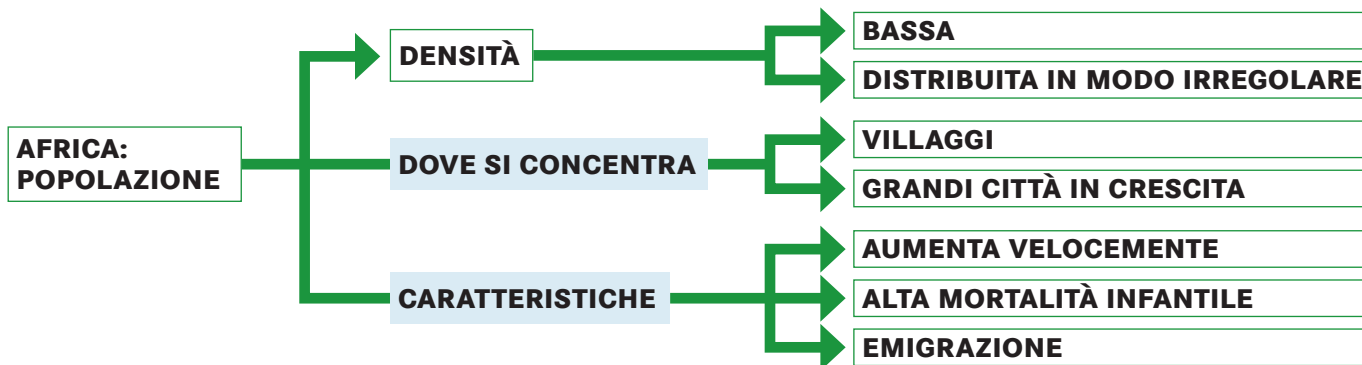 AFRICA:
POPOLAZIONE
DENSITÀ
BASSA
DISTRIBUITA IN MODO IRREGOLARE
DOVE SI CONCENTRA
VILLAGGI
GRANDI CITTÀ IN CRESCITA
CARATTERISTICHE
AUMENTA VELOCEMENTE
ALTA MORTALITÀ INFANTILE
EMIGRAZIONE